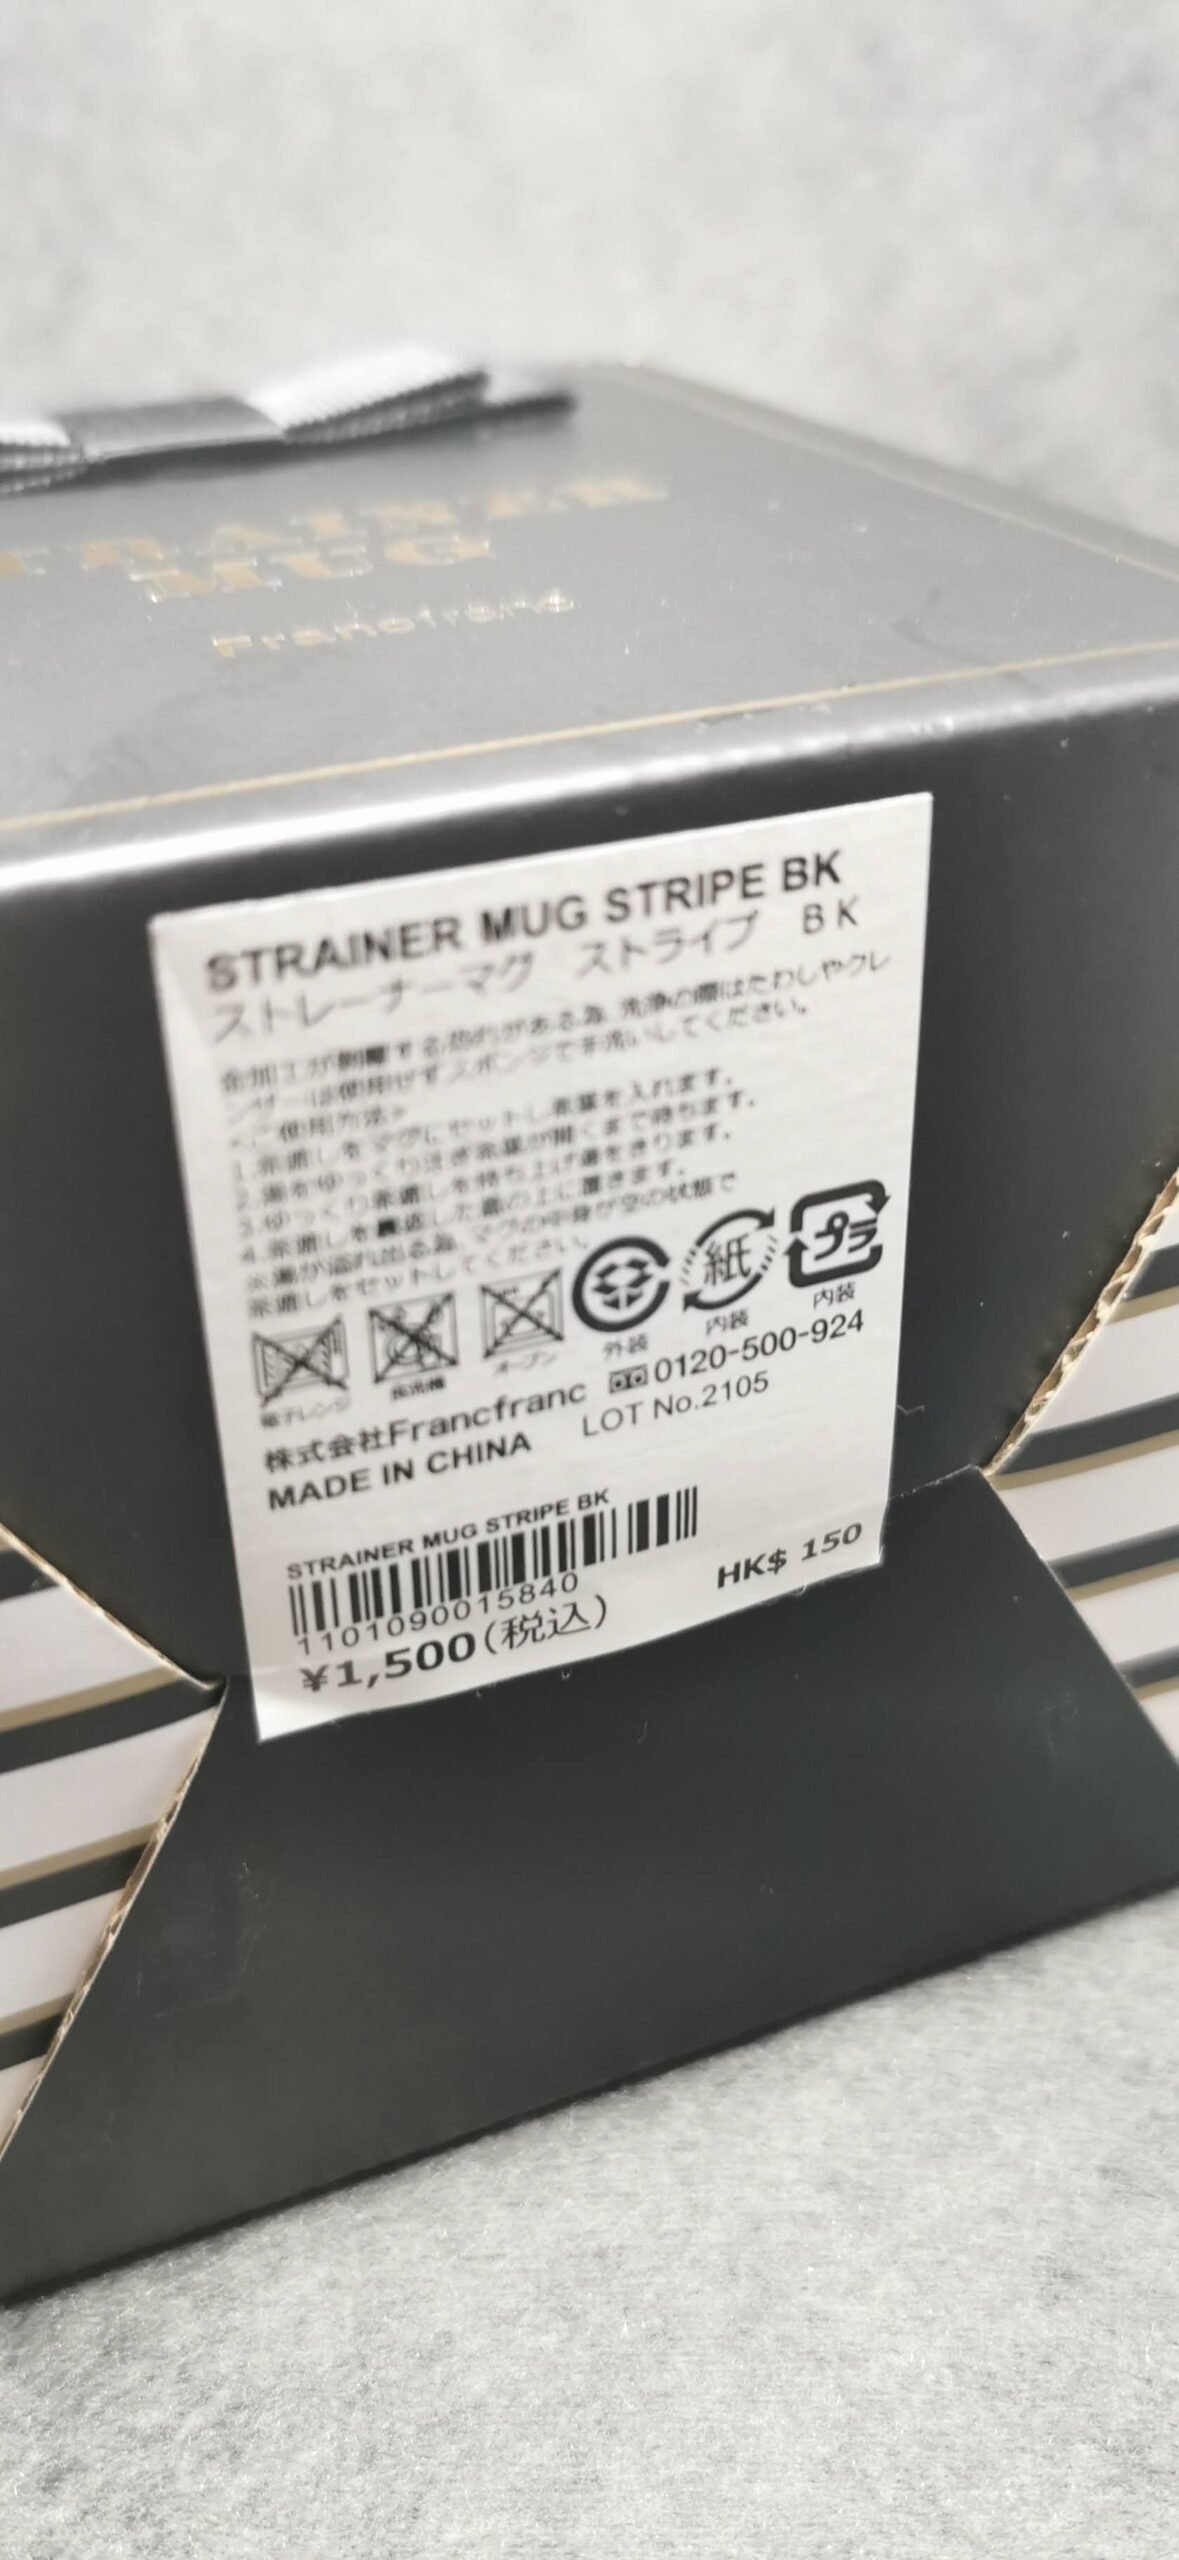 STRAINER
MUG
Francfranc
STRAINER MUG STRIPE BK
ストレーナーマグ ストライプ BK
金加工が剥離する恐れがある為、洗浄の際はたわしやクレ
ンザーは使用せずスポンジで手洗いしてください。
<ご使用方法>
1.茶漉しをマグにセットし茶葉を入れます。
2.湯をゆっくり注ぎ茶葉が開くまで待ちます。
3.ゆっくり茶漉しを持ち上げ湯をきります。
4.茶漉しを裏返した蓋の上に置きます。
※湯が溢れ出る為、マグの中身が空の状態で
茶漉しをセットしてください。
紙
プラ
電子レンジ 食洗機 オーブン 外装 内装 内装
株式会社Francfranc 0120-500-924
MADE IN CHINA LOT No.2105
STRAINER MUG STRIPE BK
1101090015840
¥1,500(税込) HK$ 150